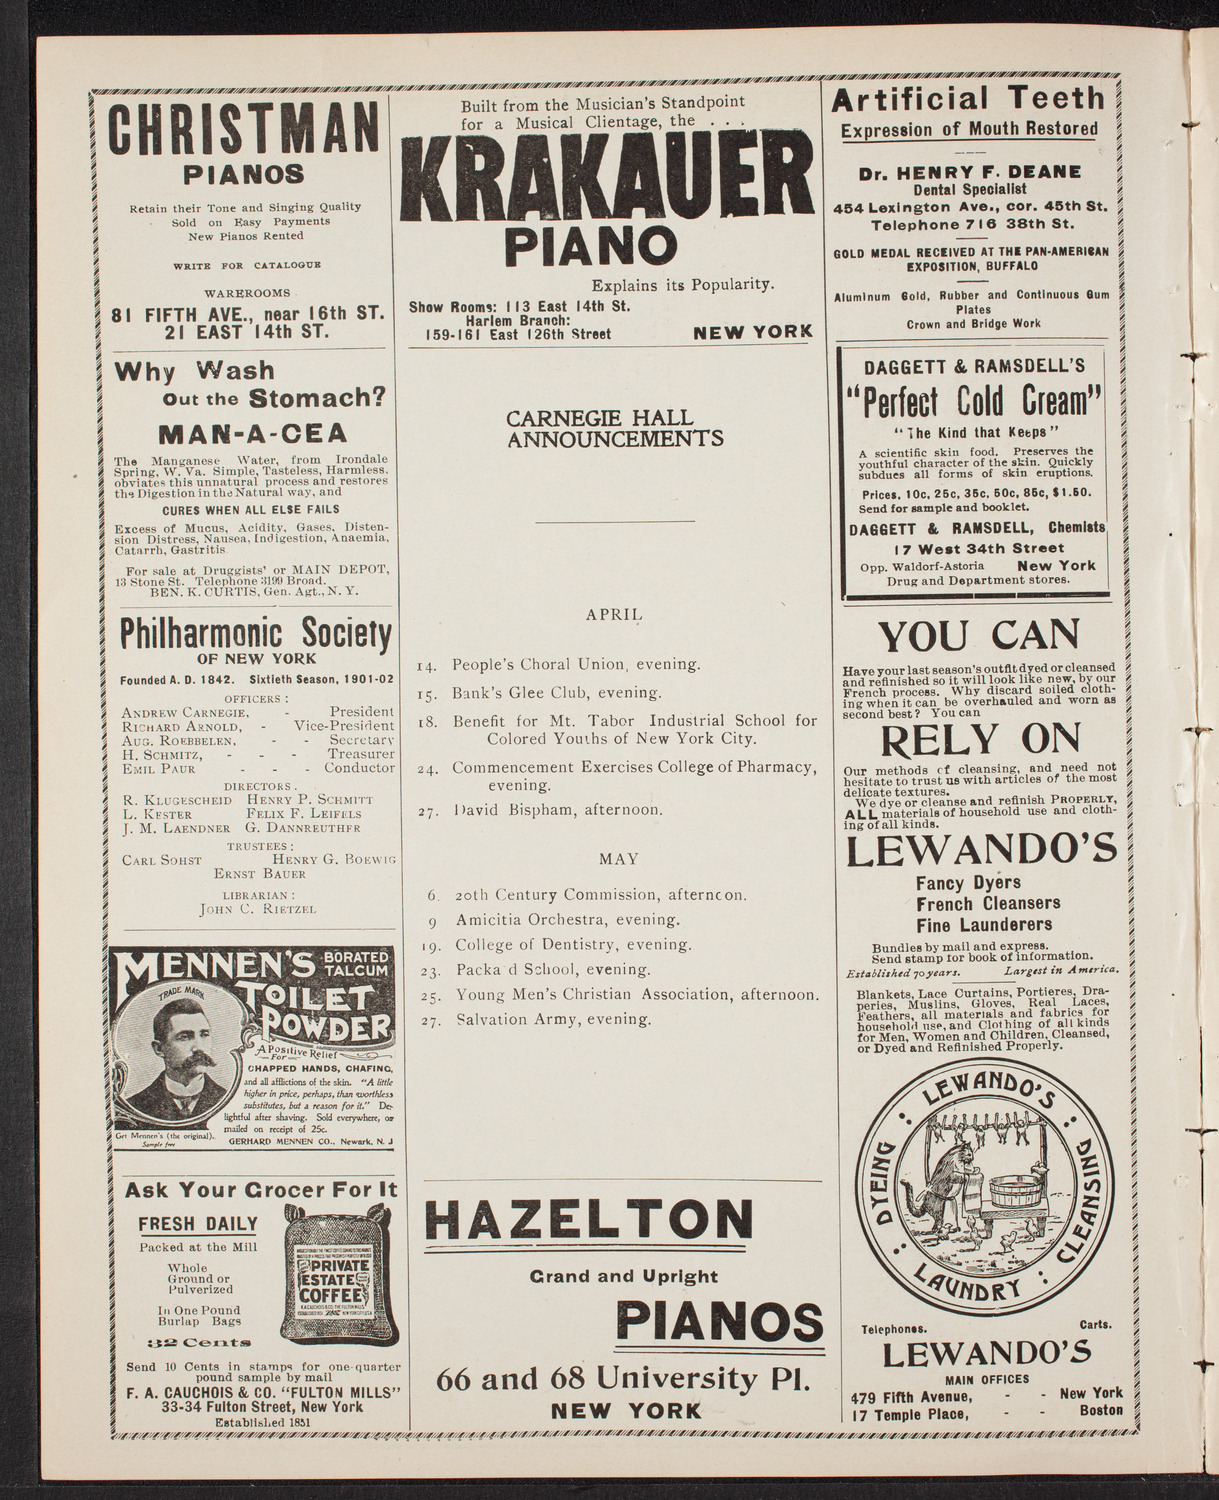 CHRISTMAN
PIANOS
Retain their Tone and Singing Quality
Sold on Easy Payments
New Pianos Rented
WRITE FOR CATALOGUE
WAREROOMS
81 FIFTH AVE., near 16th ST.
21 EAST 14th ST.
Why Wash
Out the Stomach?
MAN-A-CEA
The Manganese Water, from Irondale
Spring, W. Va. Simple, Tasteless, Harmless,
obviates this unnatural process and restores
the Digestion in the Natural way, and
CURES WHEN ALL ELSE FAILS
Excess of Mucus, Acidity, Gases, Disten-
sion Distress, Nausea, Indigestion, Anaemia,
Catarrh, Gastritis
For sale at Druggists' or MAIN DEPOT,
13 Stone St. Telephone 3199 Broad.
BEN. K. CURTIS, Gen. Agt., N. Y.
Philharmonic Society
OF NEW YORK
Founded A. D. 1842. Sixtieth Season, 1901-02
OFFICERS:
ANDREW CARNEGIE, - President
RICHARD ARNOLD, - Vice-President
AUG. ROEBBELEN, - - Secretary
H. SCHMITZ, - - - Treasurer
EMIL PAUR - - - Conductor
DIRECTORS.
R. KLUGESCHEID HENRY P. SCHMITT
L. KESTER FELIX F. LEIFELS
J. M. LAENDNER G. DANNREUTHER
TRUSTEES:
CARL SOHST HENRY G. BOEWIG
ERNST BAUER
LIBRARIAN:
JOHN C. RIETZEL
MENNEN'S BORATED
TALCUM
TOILET
POWDER
TRADE MARK
A Positive Relief
For
CHAPPED HANDS, CHAFING,
and all afflictions of the skin. "A little
higher in price, perhaps, than worthless
substitutes, but a reason for it." De-
lightful after shaving. Sold everywhere, or
mailed on receipt of 25c.
Get Mennen's (the original).
Sample free
GERHARD MENNEN CO., Newark, N. J
Ask Your Grocer For It
FRESH DAILY
Packed at the Mill
Whole
Ground or
Pulverized
In One Pound
Burlap Bags
32 Cents
PRIVATE
ESTATE
COFFEE
Send 10 Cents in stamps for one-quarter
pound sample by mail
F. A. CAUCHOIS & CO. "FULTON MILLS"
33-34 Fulton Street, New York
Established 1851
Built from the Musician's Standpoint
for a Musical Clientage, the . . .
KRAKAUER
PIANO
Explains its Popularity.
Show Rooms: 113 East 14th St.
Harlem Branch:
159-161 East 126th Street NEW YORK
CARNEGIE HALL
ANNOUNCEMENTS
APRIL
14. People's Choral Union, evening.
15. Bank's Glee Club, evening.
18. Benefit for Mt. Tabor Industrial School for
Colored Youths of New York City.
24. Commencement Exercises College of Pharmacy,
evening.
27. David Bispham, afternoon.
MAY
6. 20th Century Commission, afternoon.
9 Amicitia Orchestra, evening.
19. College of Dentistry, evening.
23. Packa d School, evening.
25. Young Men's Christian Association, afternoon.
27. Salvation Army, evening.
HAZELTON
Grand and Upright
PIANOS
66 and 68 University Pl.
NEW YORK
Artificial Teeth
Expression of Mouth Restored
Dr. HENRY F. DEANE
Dental Specialist
454 Lexington Ave., cor. 45th St.
Telephone 716 38th St.
GOLD MEDAL RECEIVED AT THE PAN-AMERICAN
EXPOSITION, BUFFALO
Aluminum Gold, Rubber and Continuous Gum
Plates
Crown and Bridge Work
DAGGETT & RAMSDELL'S
"Perfect Cold Cream"
"The Kind that Keeps"
A scientific skin food. Preserves the
youthful character of the skin. Quickly
subdues all forms of skin eruptions.
Prices, 10c, 25c, 35c, 50c, 85c, $1.50.
Send for sample and booklet.
DAGGETT & RAMSDELL, Chemists
17 West 34th Street
Opp. Waldorf-Astoria New York
Drug and Department stores.
YOU CAN
Have your last season's outfit dyed or cleansed
and refinished so it will look like new, by our
French process. Why discard soiled cloth-
ing when it can be overhauled and worn as
second best? You can
RELY ON
Our methods of cleansing, and need not
hesitate to trust us with articles of the most
delicate textures.
We dye or cleanse and refinish PROPERLY,
ALL materials of household use and cloth-
ing of all kinds.
LEWANDO'S
Fancy Dyers
French Cleansers
Fine Launderers
Bundles by mail and express.
Send stamp for book of information.
Established 70 years. Largest in America.
Blankets, Lace Curtains, Portieres, Dra-
peries, Muslins, Gloves, Real Laces,
Feathers, all materials and fabrics for
household use, and Clothing of all kinds
for Men, Women and Children, Cleansed,
or Dyed and Refinished Properly.
LEWANDO'S : CLEANSING : LAUNDRY : DYEING :
Telephones. Carts.
LEWANDO'S
MAIN OFFICES
479 Fifth Avenue, - - New York
17 Temple Place, - - Boston